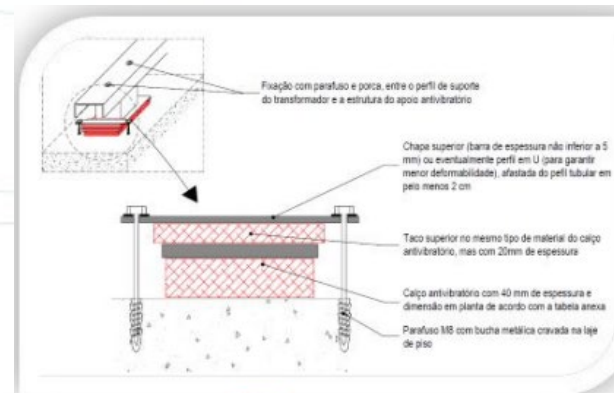 Fixação com parafuso e porca, entre o perfil de suporte
do transformador e a estrutura do apoio antivibratório
Chapa superior (barra de espessura não inferior a 5
mm) ou eventualmente perfil em U (para garantir
menor deformabilidade), afastada do pefil tubular em
pelo menos 2 cm
Taco superior no mesmo tipo de material do calço
antivibratório, mas com 20mm de espessura
Calço antivibratório com 40 mm de espessura e
dimensão em planta de acordo com a tabela anexa
Parafuso M8 com bucha metálica cravada na laje
de piso